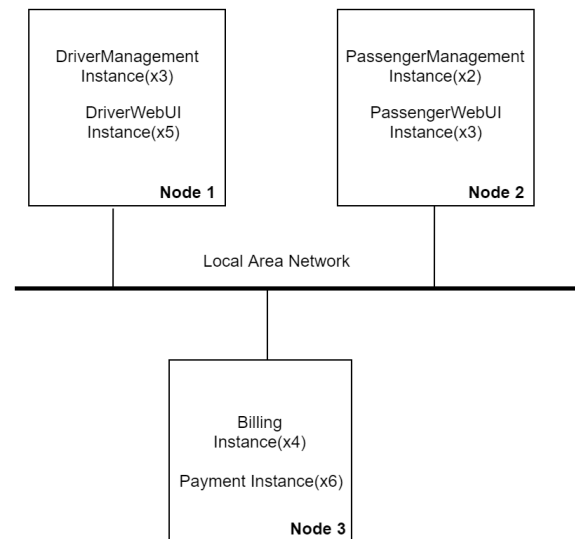 DriverManagement
Instance(x3)
DriverWebUI
Instance(x5)
Node 1
PassengerManagement
Instance(x2)
PassengerWebUI
Instance(x3)
Node 2
Local Area Network
Billing
Instance(x4)
Payment Instance(x6)
Node 3